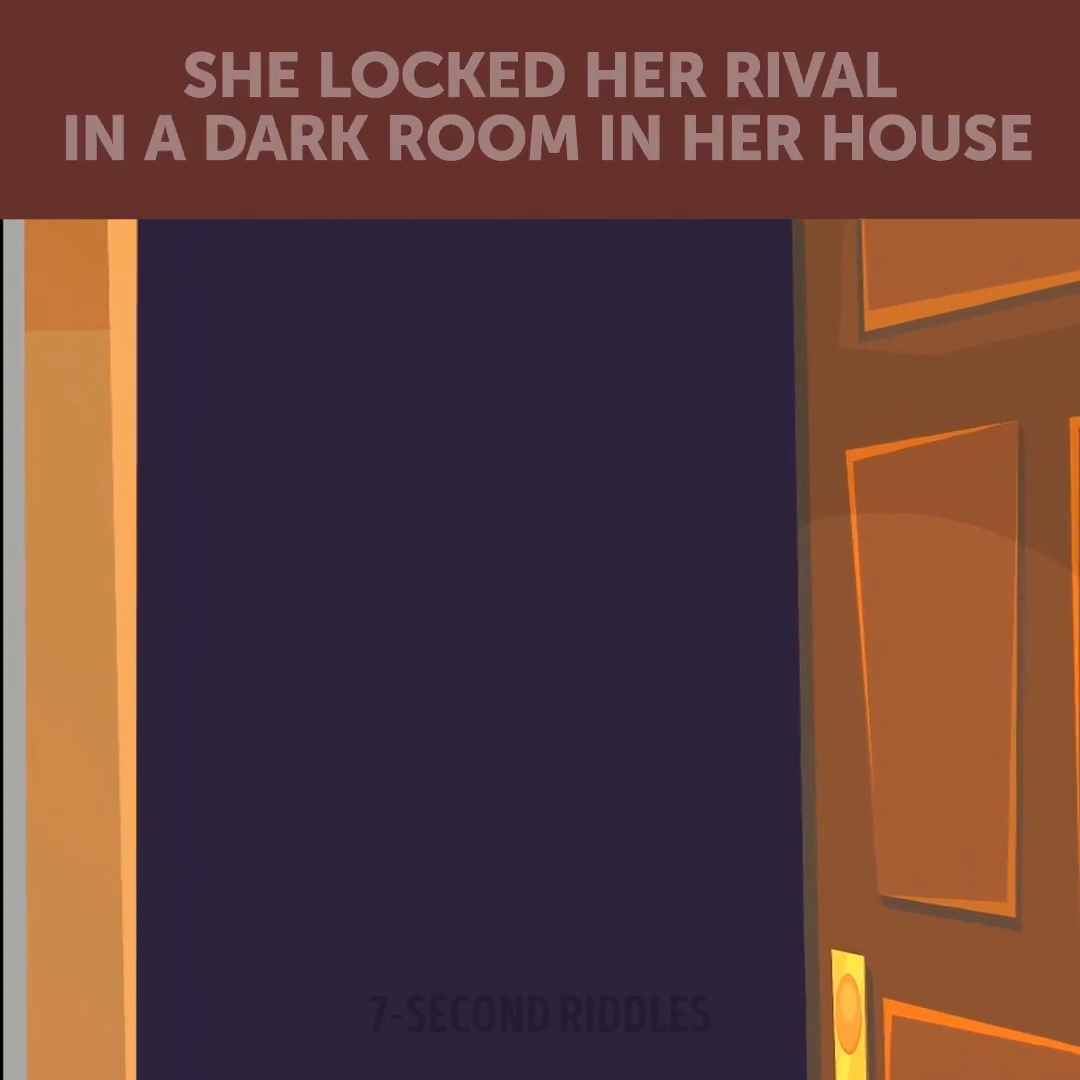 SHE LOCKED HER RIVAL
IN A DARK ROOM IN HER HOUSE
7-SECOND RIDDLES